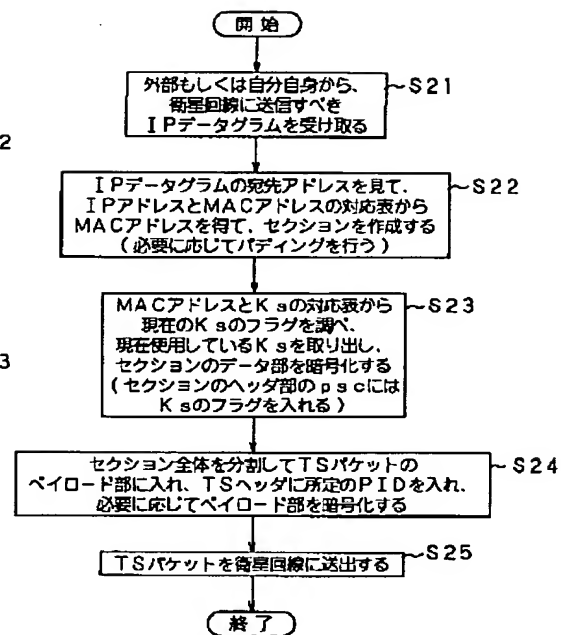 開始
外部もしくは自分自身から、
衛星回線に送信すべき
IPデータグラムを受け取る
~S21
2
IPデータグラムの宛先アドレスを見て、
IPアドレスとMACアドレスの対応表から
MACアドレスを得て、セクションを作成する
(必要に応じてパディングを行う)
~S22
MACアドレスとKsの対応表から
現在のKsのフラグを調べ、
現在使用しているKsを取り出し、
セクションのデータ部を暗号化する
(セクションのヘッダ部のpscには
Ksのフラグを入れる)
~S23
3
セクション全体を分割してTSパケットの
ペイロード部に入れ、TSヘッダに所定のPIDを入れ、
必要に応じてペイロード部を暗号化する
~S24
TSパケットを衛星回線に送出する
~S25
終了